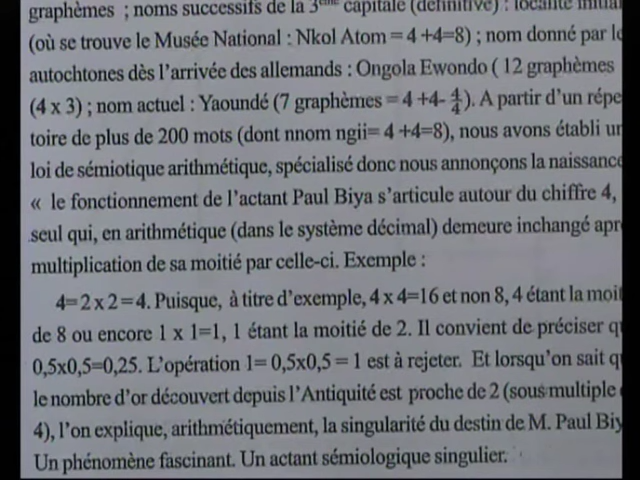 graphèmes ; noms successifs de la 3ème capitale (définitive) : localité
(où se trouve le Musée National : Nkol Atom = 4 +4=8) ; nom donné par
autochtones dès l'arrivée des allemands : Ongola Ewondo ( 12 graphèmes
(4 x 3) ; nom actuel : Yaoundé (7 graphèmes = 4 +4- 4/4). A partir d'un réper
toire de plus de 200 mots (dont nnom ngii= 4 +4=8), nous avons établi
loi de sémiotique arithmétique, spécialisé donc nous annonçons la naissance
« le fonctionnement de l'actant Paul Biya s'articule autour du chiffre 4,
seul qui, en arithmétique (dans le système décimal) demeure inchangé
multiplication de sa moitié par celle-ci. Exemple :
4= 2 x 2 =4. Puisque, à titre d'exemple, 4 x 4=16 et non 8, 4 étant la
de 8 ou encore 1 x 1=1, 1 étant la moitié de 2. Il convient de préciser
0,5x0,5=0,25. L'opération 1= 0,5x0,5 = 1 est à rejeter. Et lorsqu'on sait
le nombre d'or découvert depuis l'Antiquité est proche de 2 (sous multiple
4), l'on explique, arithmétiquement, la singularité du destin de M. Paul Biy
Un phénomène fascinant. Un actant sémiologique singulier.